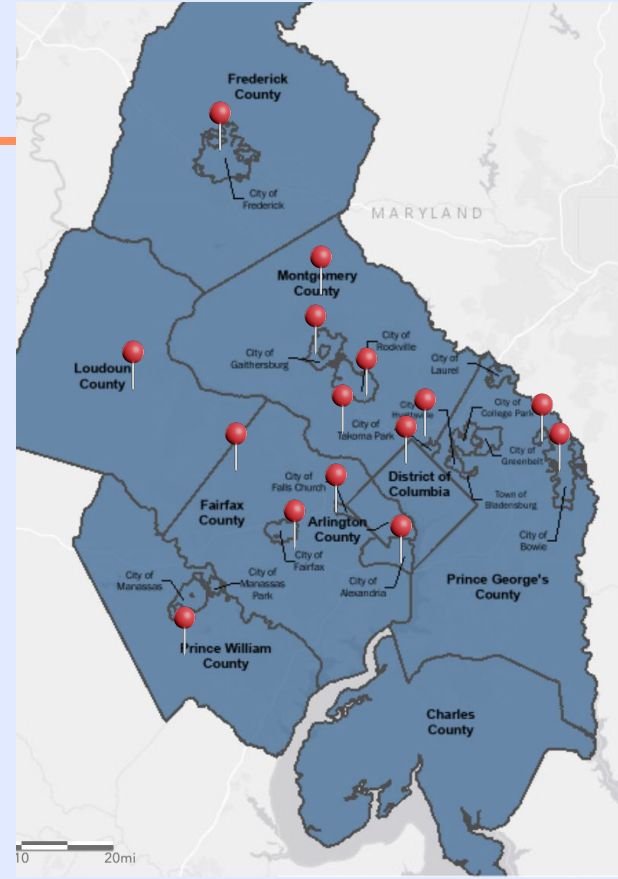 Frederick
County
City of
Frederick
MARYLAND
Montgomery
County
City of
Rockville
City of
Gaithersburg
City of
Laurel
Loudoun
County
City of
Hyattsville
City of
College Park
City of
Takoma Park
City of
Greenbelt
District of
Columbia
City of
Falls Church
Town of
Bladensburg
Fairfax
County
Arlington
County
City of
Bowie
City of
Fairfax
City of
Manassas
City of
Manassas
Park
City of
Alexandria
Prince George's
County
Prince William
County
Charles
County
10 20mi